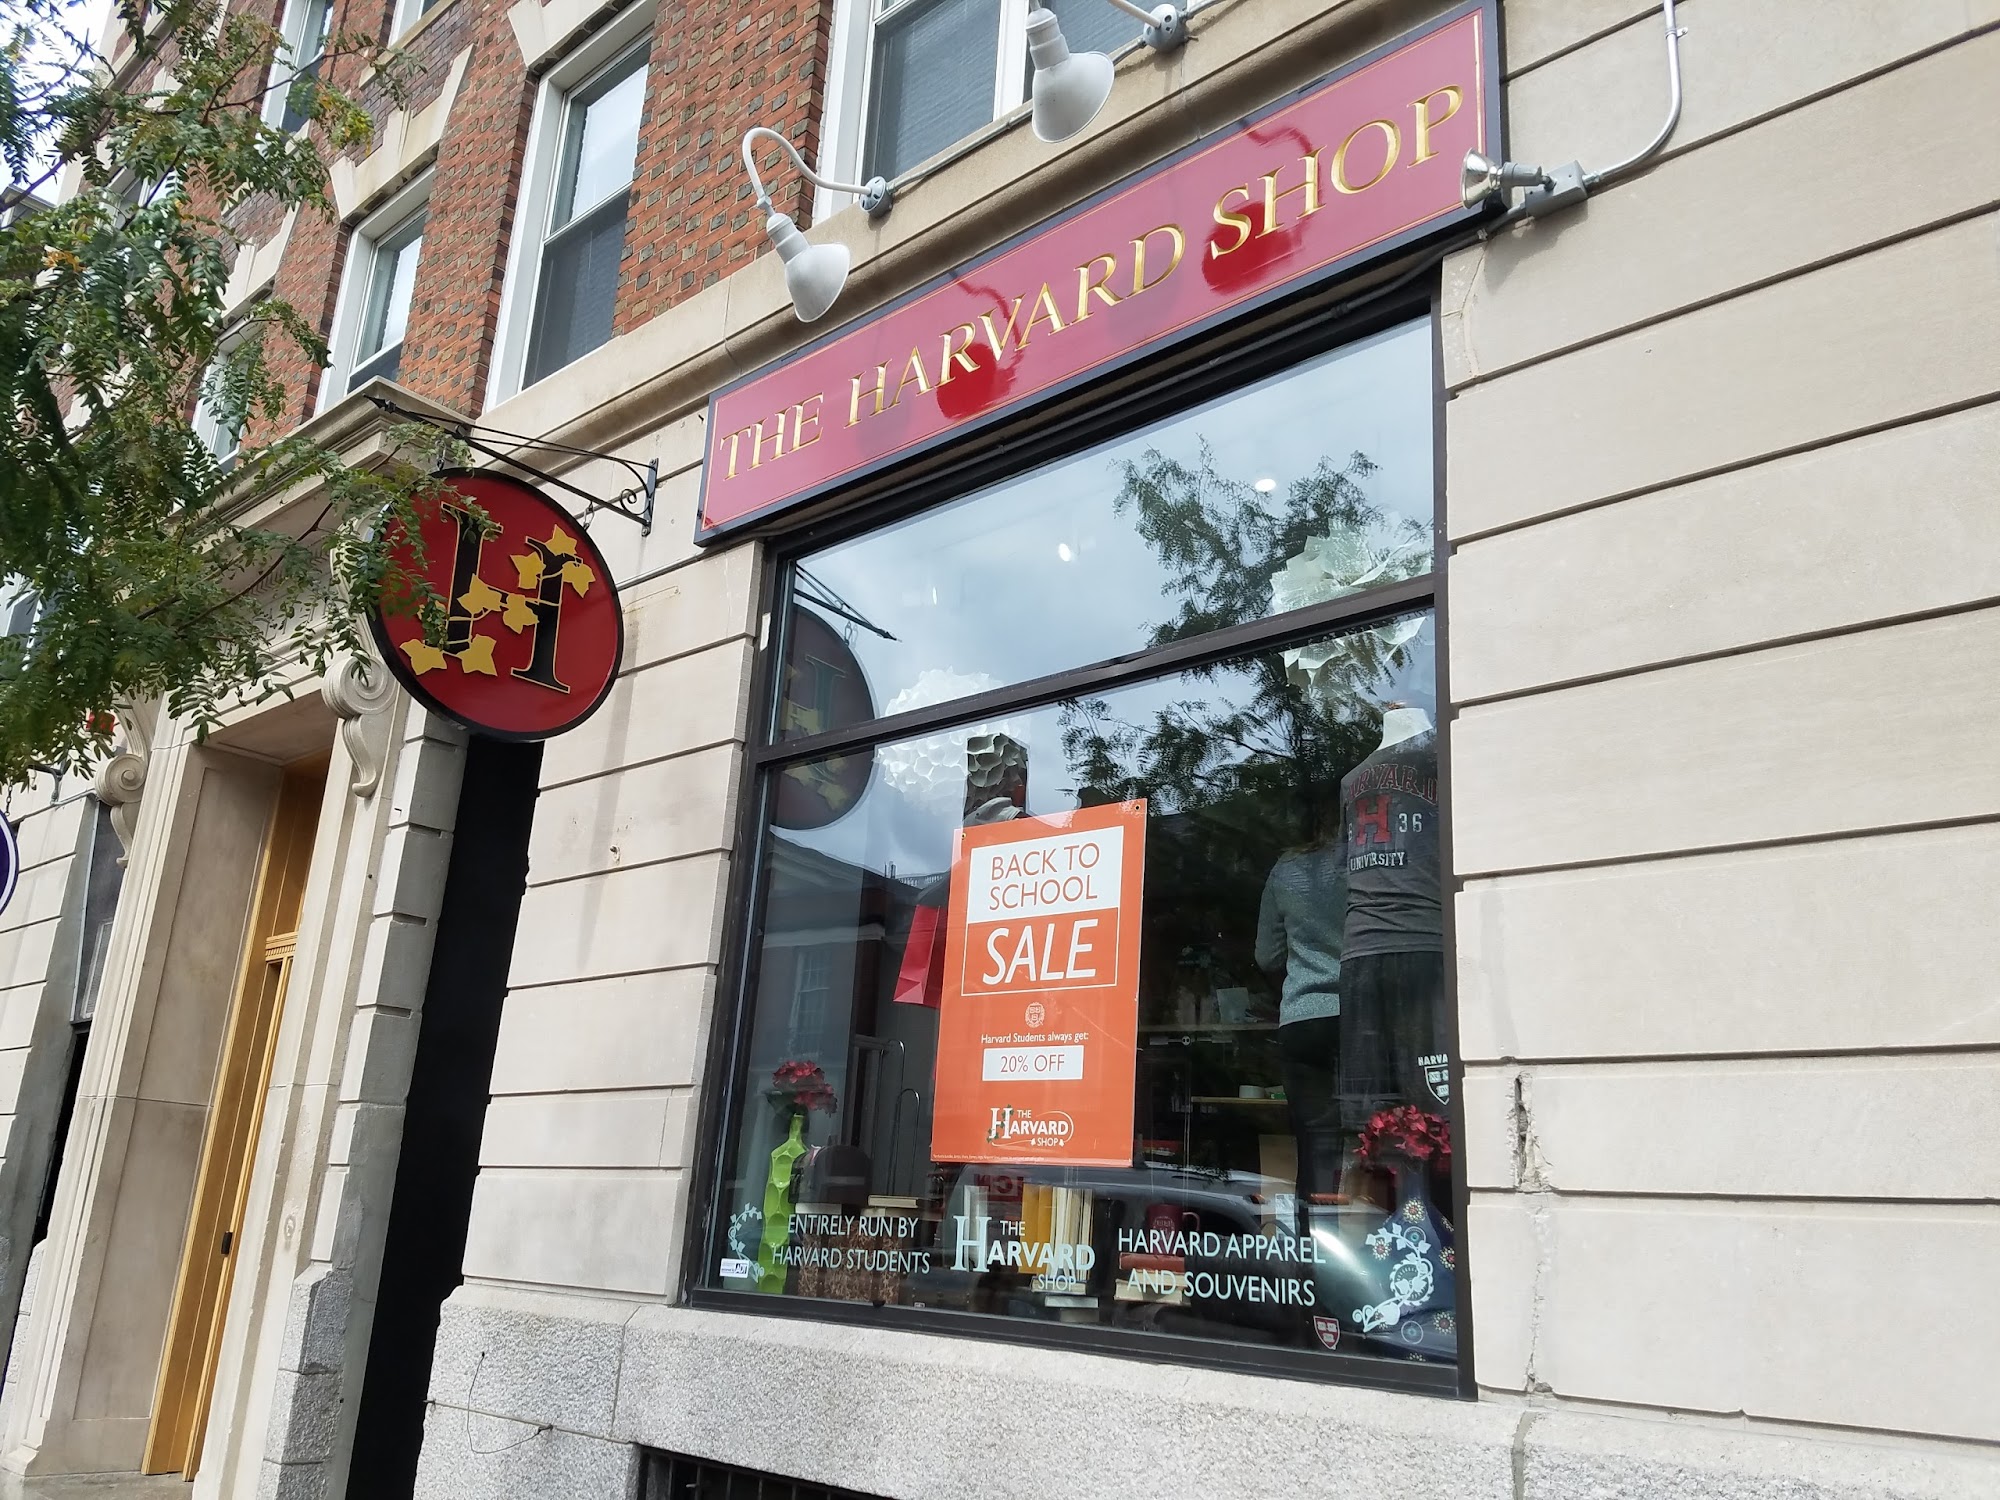 THE HARVARD SHOP
H
BACK TO
SCHOOL
SALE
Harvard Students always get:
20% OFF
THE
HARVARD
SHOP
HARVARD
H 36
UNIVERSITY
HARVA
ENTIRELY RUN BY
HARVARD STUDENTS
THE
HARVARD
SHOP
HARVARD APPAREL
AND SOUVENIRS